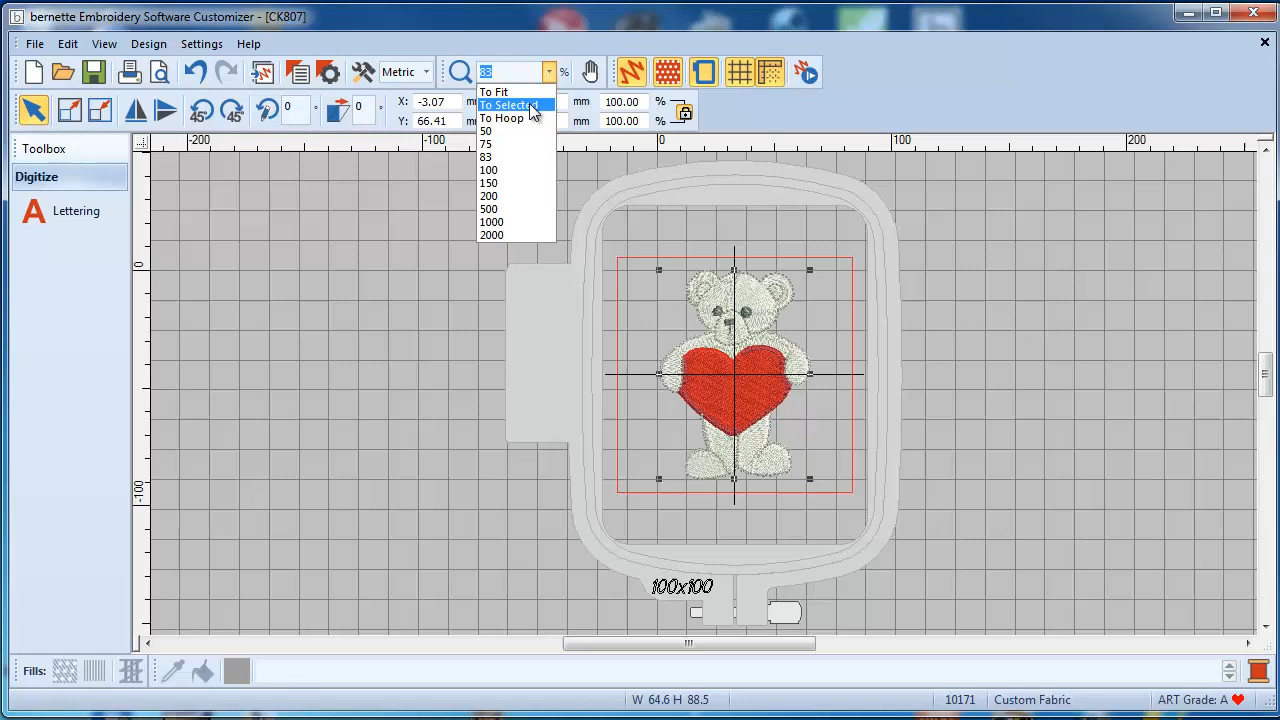 bernette Embroidery Software Customizer - [CK807]
File Edit View Design Settings Help
Metric
83
%
To Fit
To Selected
To Hoop
50
75
83
100
150
200
500
1000
2000
0 ° 0 °
X: -3.07
mm 100.00 %
Y: 66.41
mm 100.00 %
Toolbox
Digitize
A Lettering
-200 -100 0 100 200
0
-100
100x100
Fills:
W 64.6 H 88.5
10171
Custom Fabric
ART Grade: A